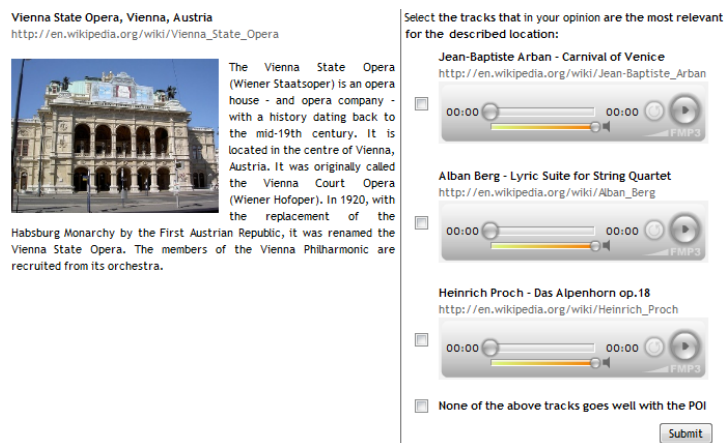 Vienna State Opera, Vienna, Austria
http://en.wikipedia.org/wiki/Vienna_State_Opera
The Vienna State Opera
(Wiener Staatsoper) is an opera
house - and opera company -
with a history dating back to
the mid-19th century. It is
located in the centre of Vienna,
Austria. It was originally called
the Vienna Court Opera
(Wiener Hofoper). In 1920, with
the replacement of the
Habsburg Monarchy by the First Austrian Republic, it was renamed the
Vienna State Opera. The members of the Vienna Philharmonic are
recruited from its orchestra.
Select the tracks that in your opinion are the most relevant
for the described location:
Jean-Baptiste Arban - Carnival of Venice
http://en.wikipedia.org/wiki/Jean-Baptiste_Arban
00:00 00:00
FMP3
Alban Berg - Lyric Suite for String Quartet
http://en.wikipedia.org/wiki/Alban_Berg
00:00 00:00
FMP3
Heinrich Proch - Das Alpenhorn op.18
http://en.wikipedia.org/wiki/Heinrich_Proch
00:00 00:00
FMP3
None of the above tracks goes well with the POI
Submit